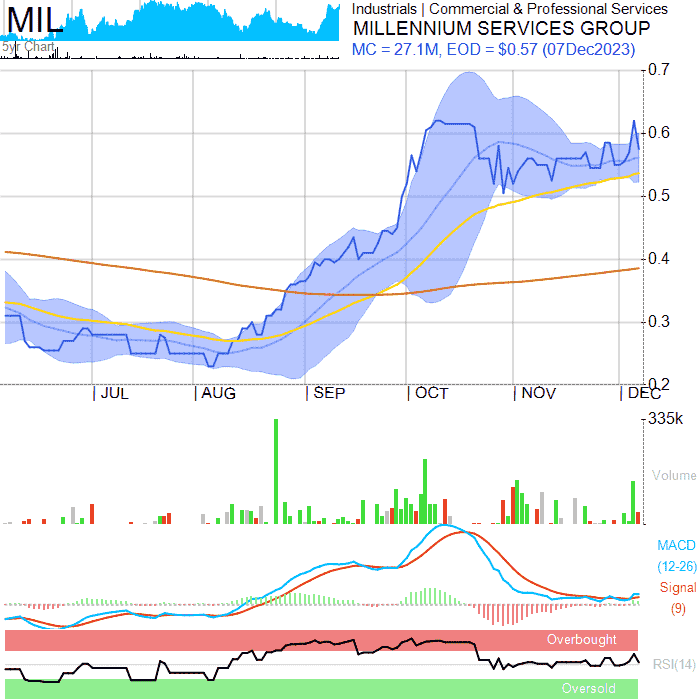 MIL
5yr Chart
Industrials | Commercial & Professional Services
MILLENNIUM SERVICES GROUP
MC = 27.1M, EOD = $0.57 (07Dec2023)
0.7
0.6
0.5
0.4
0.3
0.2
JUL
AUG
SEP
OCT
NOV
DEC
335k
Volume
MACD
(12-26)
Signal
(9)
Overbought
RSI(14)
Oversold